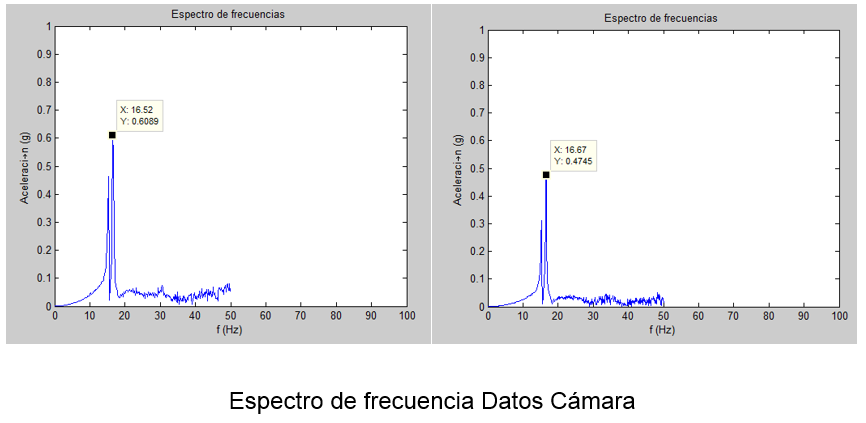 Espectro de frecuencias
1
0.9
0.8
0.7
0.6
0.5
0.4
0.3
0.2
0.1
0
Aceleraci→n (g)
X: 16.52
Y: 0.6089
0 10 20 30 40 50 60 70 80 90 100
f (Hz)
Espectro de frecuencias
1
0.9
0.8
0.7
0.6
0.5
0.4
0.3
0.2
0.1
0
Aceleraci→n (g)
X: 16.67
Y: 0.4745
0 10 20 30 40 50 60 70 80 90 100
f (Hz)
Espectro de frecuencia Datos Cámara